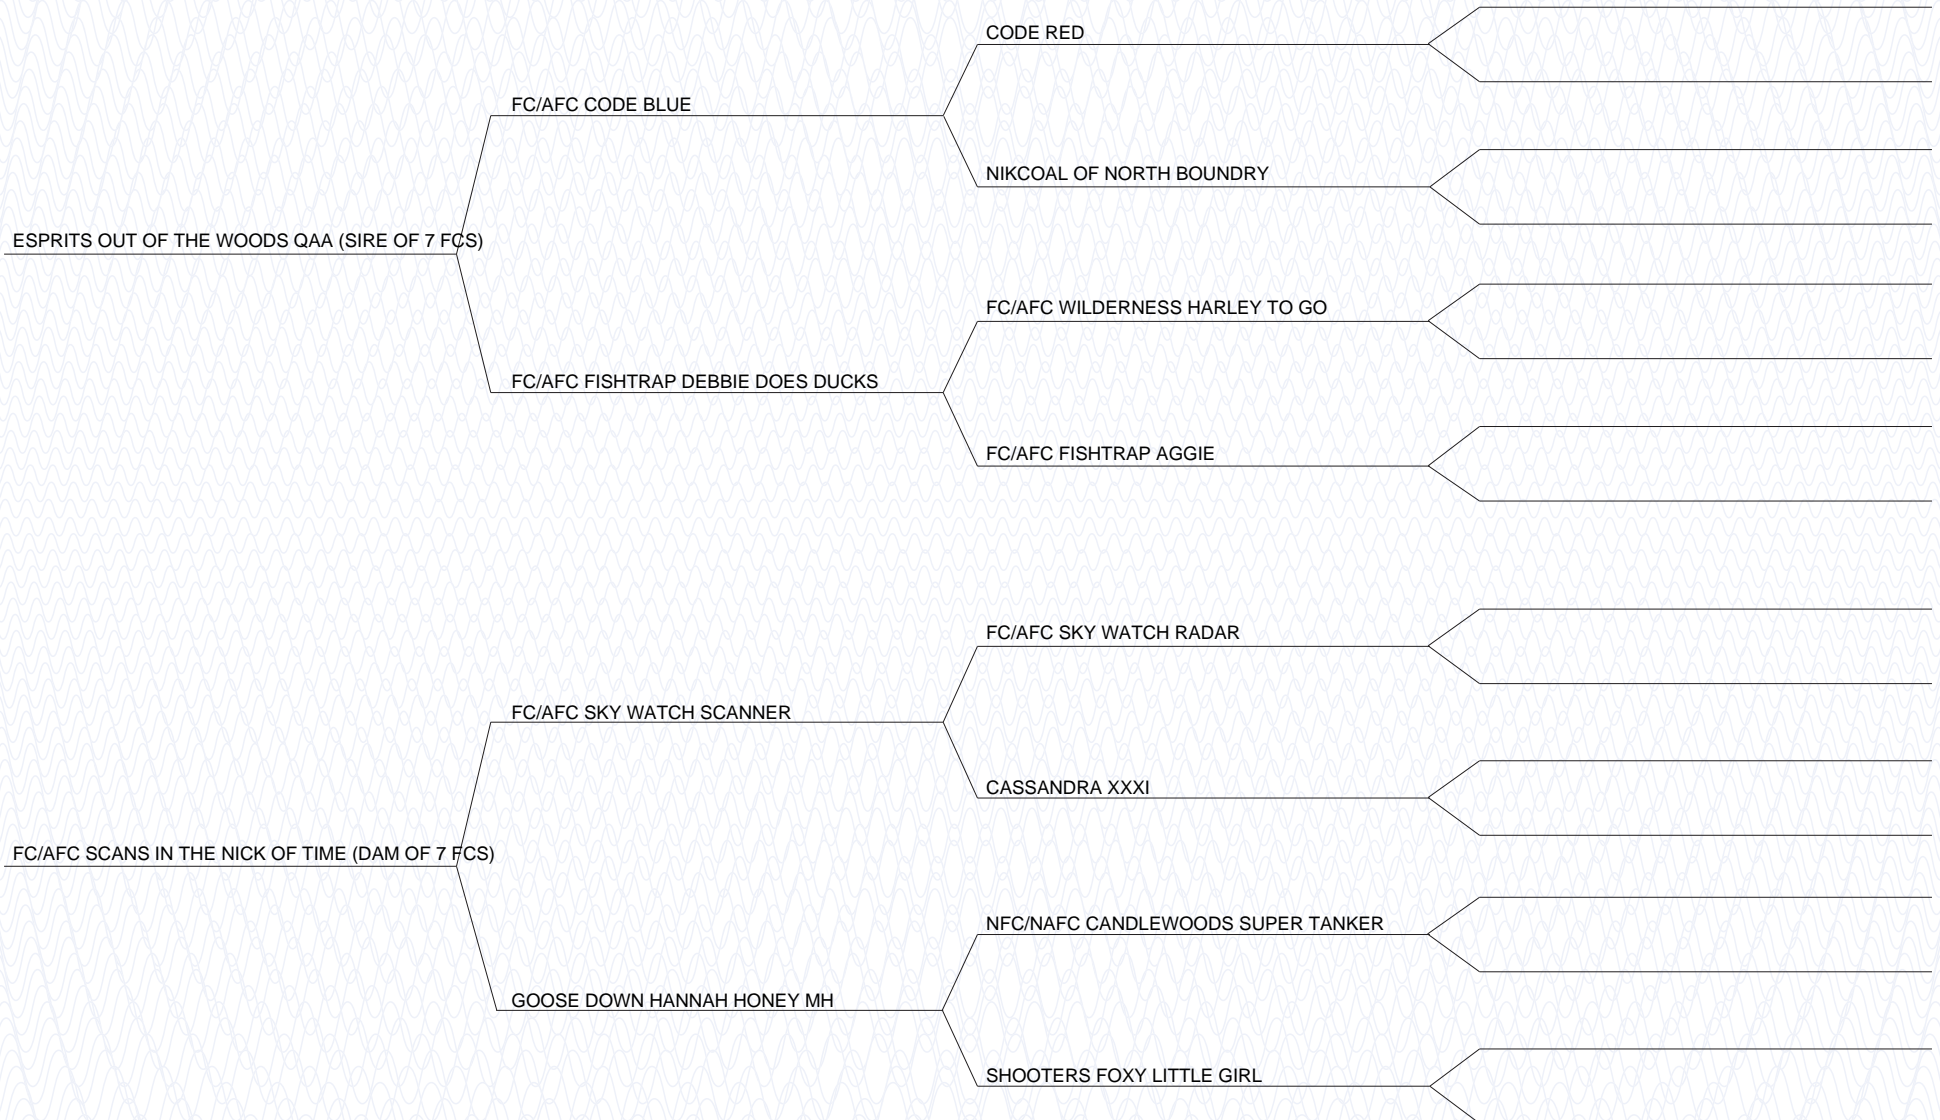 CODE RED
FC/AFC CODE BLUE
NIKCOAL OF NORTH BOUNDRY
ESPRITS OUT OF THE WOODS QAA (SIRE OF 7 FCS)
FC/AFC WILDERNESS HARLEY TO GO
FC/AFC FISHTRAP DEBBIE DOES DUCKS
FC/AFC FISHTRAP AGGIE
FC/AFC SKY WATCH RADAR
FC/AFC SKY WATCH SCANNER
CASSANDRA XXXI
FC/AFC SCANS IN THE NICK OF TIME (DAM OF 7 FCS)
NFC/NAFC CANDLEWOODS SUPER TANKER
GOOSE DOWN HANNAH HONEY MH
SHOOTERS FOXY LITTLE GIRL